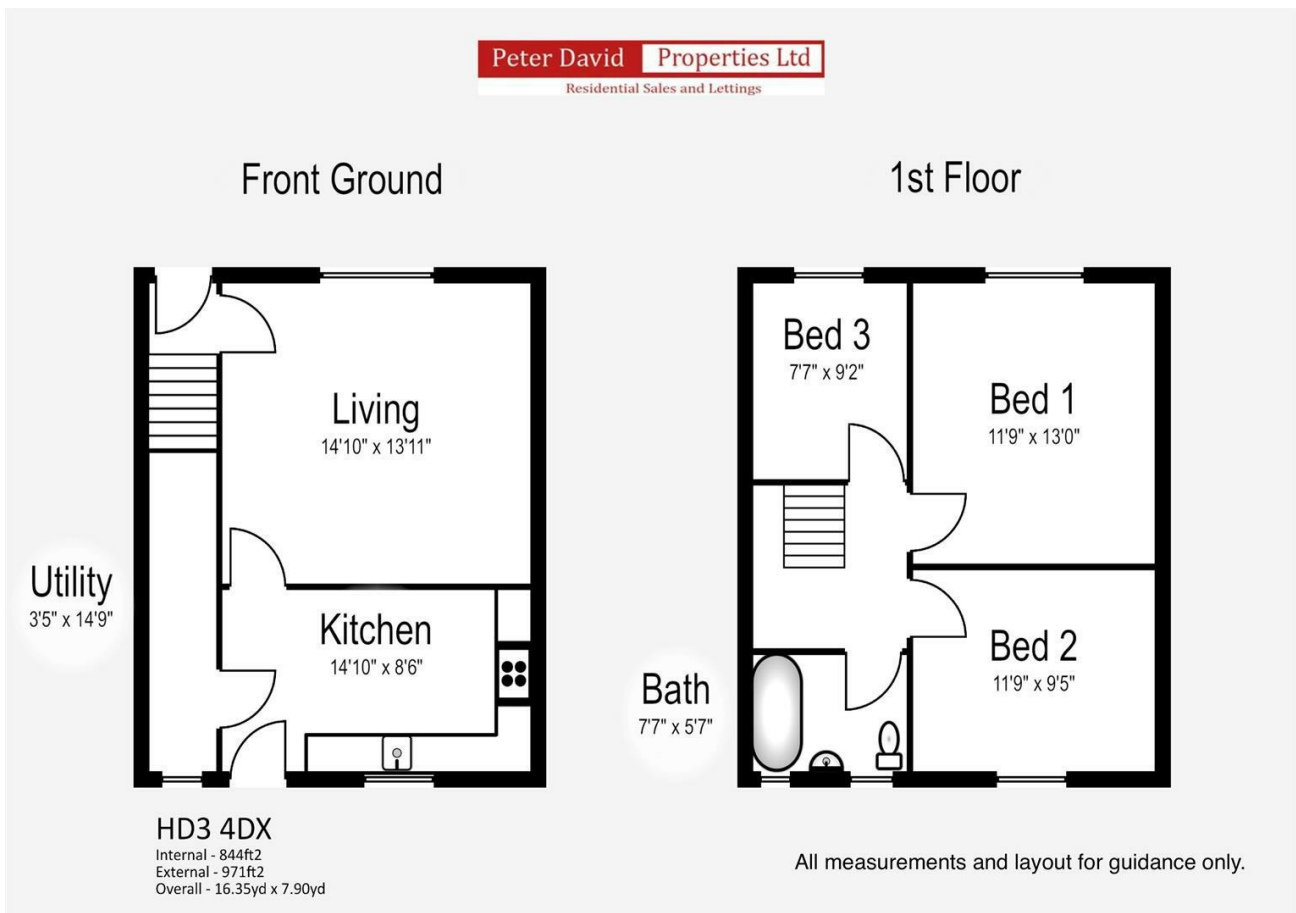 Peter David Properties Ltd
Residential Sales and Lettings
Front Ground
1st Floor
Living
14'10" x 13'11"
Utility
3'5" x 14'9"
Kitchen
14'10" x 8'6"
Bed 3
7'7" x 9'2"
Bed 1
11'9" x 13'0"
Bed 2
11'9" x 9'5"
Bath
7'7" x 5'7"
HD3 4DX
Internal - 844ft2
External - 971ft2
Overall - 16.35yd x 7.90yd
All measurements and layout for guidance only.